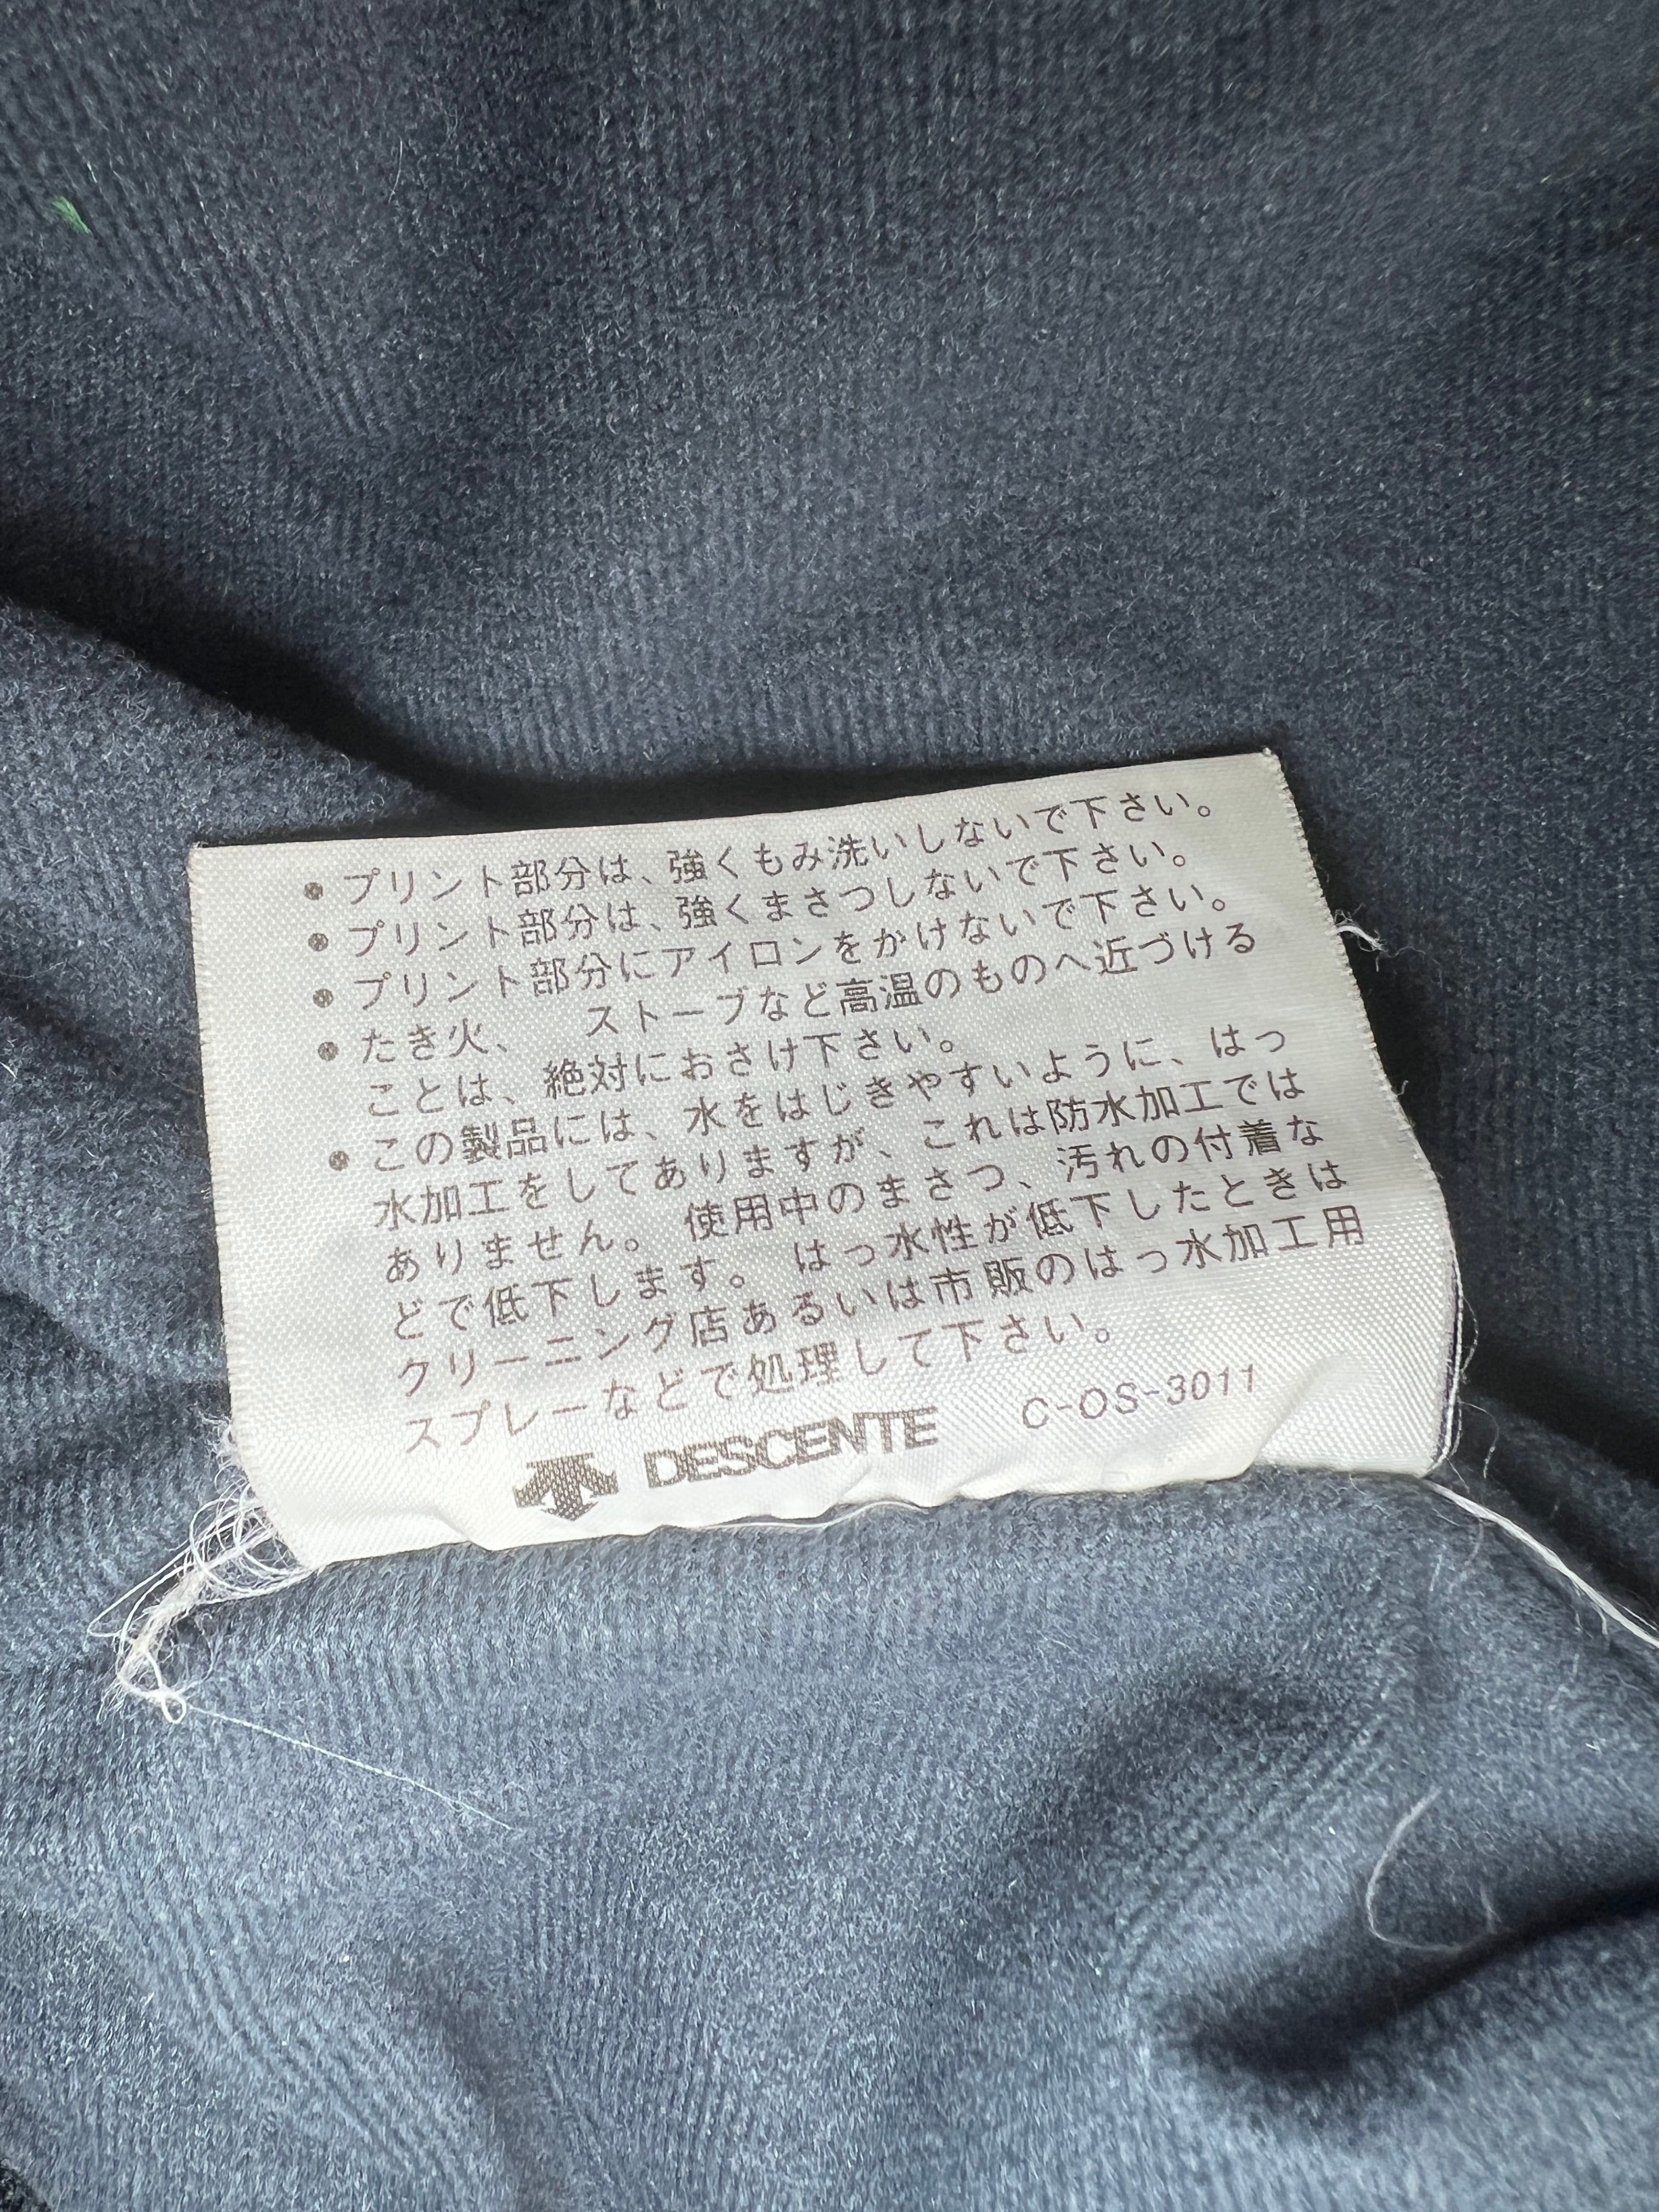 ● プリント部分は、強くもみ洗いしないで下さい。
● プリント部分は、強くまさつしないで下さい。
● プリント部分にアイロンをかけないで下さい。
● たき火、 ストーブなど高温のものへ近づける
ことは、絶対におさけ下さい。
● この製品には、水をはじきやすいように、はっ
水加工をしてありますが、これは防水加工では
ありません。使用中のまさつ、汚れの付着な
どで低下します。はっ水性が低下したときは
クリーニング店あるいは市販のはっ水加工用
スプレーなどで処理して下さい。
DESCENTE C-OS-3011